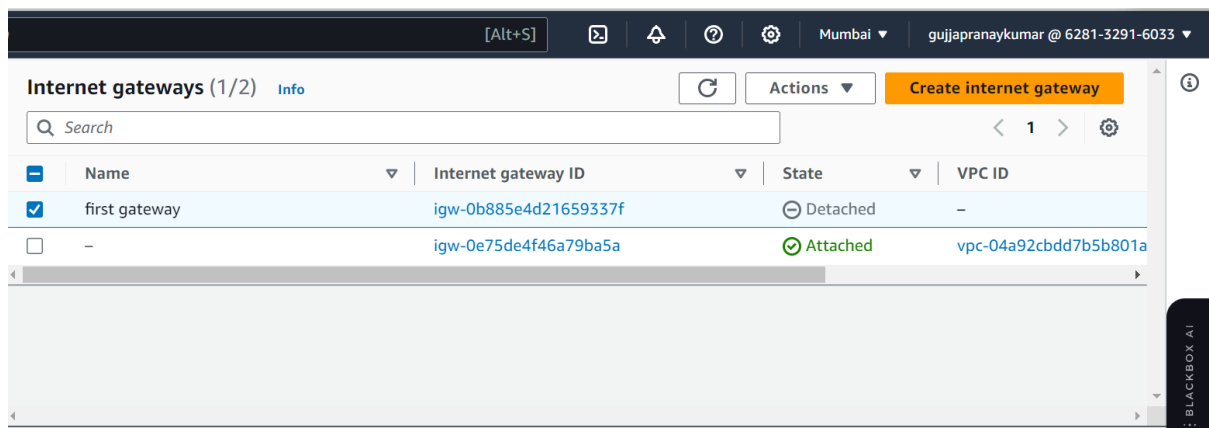 [Alt+S] Mumbai gujjapranaykumar @ 6281-3291-6033
Internet gateways (1/2) Info Actions Create internet gateway
Search 1
Name Internet gateway ID State VPC ID
first gateway igw-0b885e4d21659337f Detached –
– igw-0e75de4f46a79ba5a Attached vpc-04a92cbdd7b5b801a
BLACKBOX AI